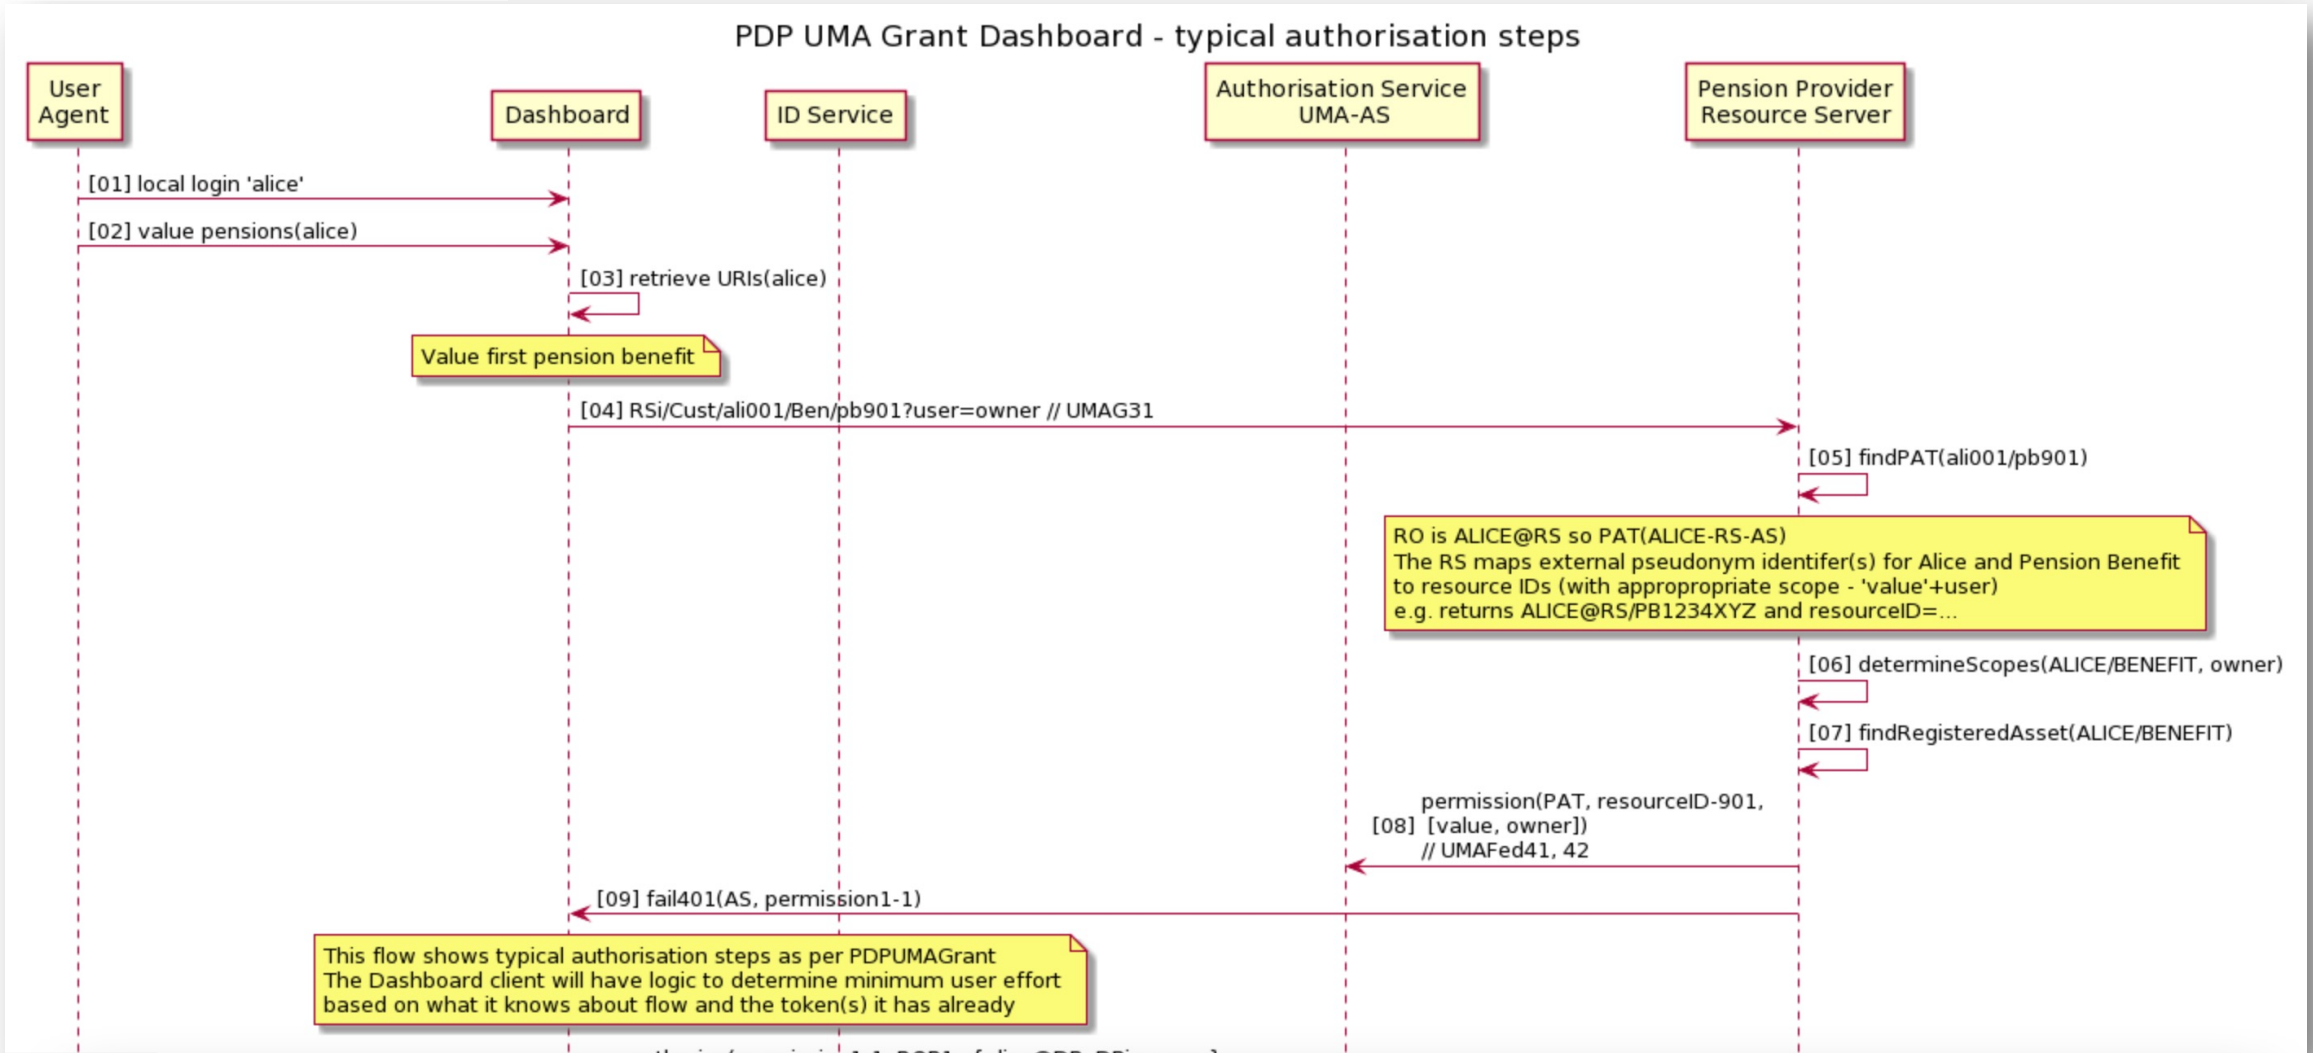 PDP UMA Grant Dashboard - typical authorisation steps
User
Agent
Dashboard
ID Service
Authorisation Service
UMA-AS
Pension Provider
Resource Server
[01] local login 'alice'
[02] value pensions(alice)
[03] retrieve URIs(alice)
Value first pension benefit
[04] RSi/Cust/ali001/Ben/pb901?user=owner // UMAG31
[05] findPAT(ali001/pb901)
RO is ALICE@RS so PAT(ALICE-RS-AS)
The RS maps external pseudonym identifer(s) for Alice and Pension Benefit
to resource IDs (with appropropriate scope - 'value'+user)
e.g. returns ALICE@RS/PB1234XYZ and resourceID=...
[06] determineScopes(ALICE/BENEFIT, owner)
[07] findRegisteredAsset(ALICE/BENEFIT)
permission(PAT, resourceID-901,
[08] [value, owner])
// UMAFed41, 42
[09] fail401(AS, permission1-1)
This flow shows typical authorisation steps as per PDPUMAGrant
The Dashboard client will have logic to determine minimum user effort
based on what it knows about flow and the token(s) it has already